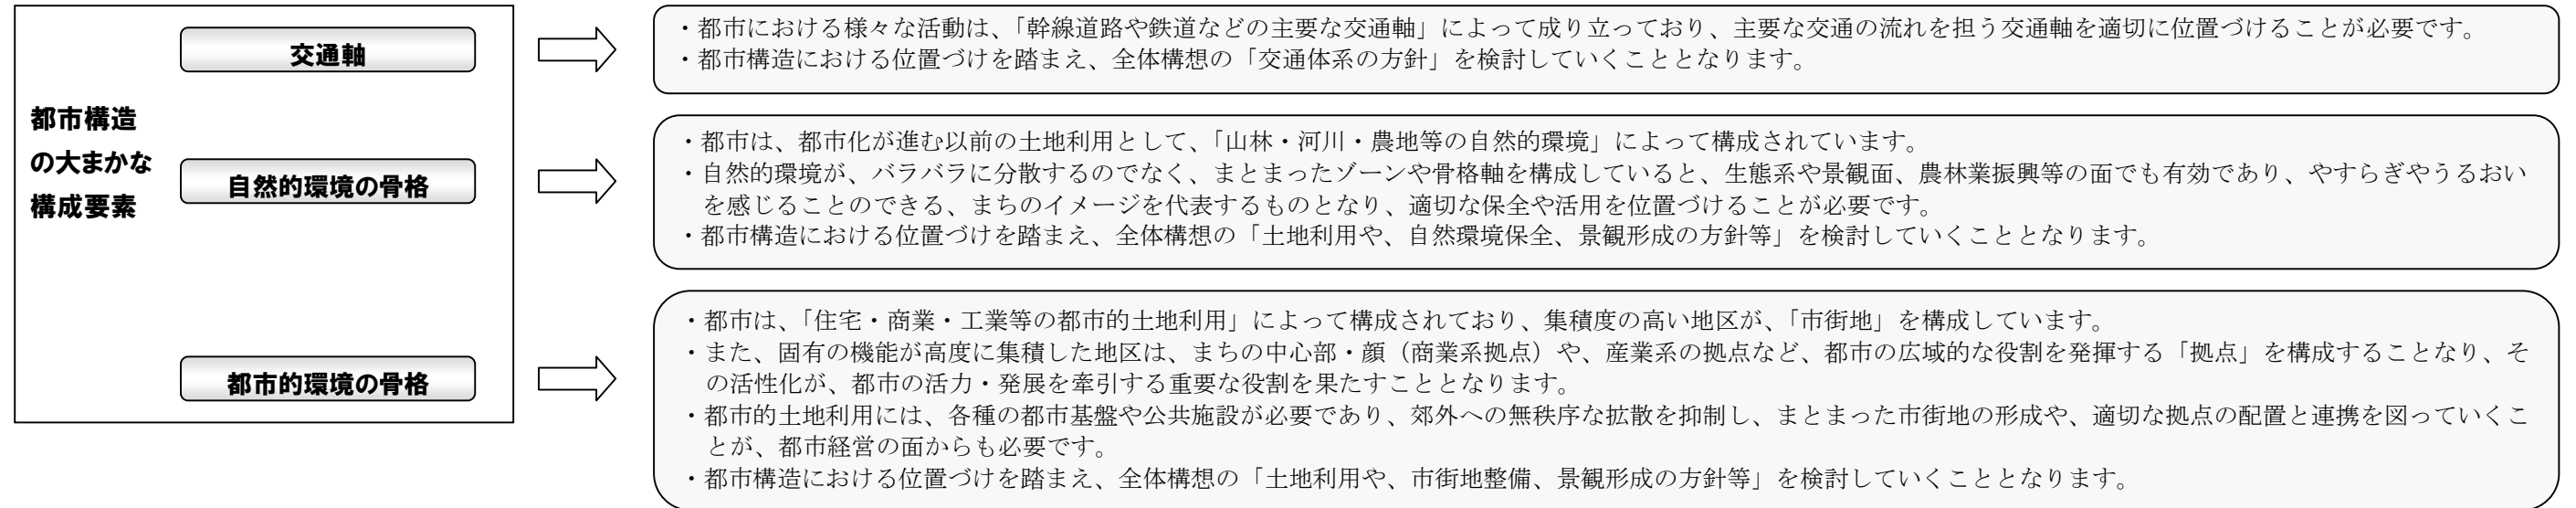 都市構造
の大まかな
構成要素
交通軸
・都市における様々な活動は、「幹線道路や鉄道などの主要な交通軸」によって成り立っており、主要な交通の流れを担う交通軸を適切に位置づけることが必要です。
・都市構造における位置づけを踏まえ、全体構想の「交通体系の方針」を検討していくこととなります。
自然的環境の骨格
・都市は、都市化が進む以前の土地利用として、「山林・河川・農地等の自然的環境」によって構成されています。
・自然的環境が、バラバラに分散するのでなく、まとまったゾーンや骨格軸を構成していると、生態系や景観面、農林業振興等の面でも有効であり、やすらぎやうるおい
を感じることのできる、まちのイメージを代表するものとなり、適切な保全や活用を位置づけることが必要です。
・都市構造における位置づけを踏まえ、全体構想の「土地利用や、自然環境保全、景観形成の方針等」を検討していくこととなります。
都市的環境の骨格
・都市は、「住宅・商業・工業等の都市的土地利用」によって構成されており、集積度の高い地区が、「市街地」を構成しています。
・また、固有の機能が高度に集積した地区は、まちの中心部・顔（商業系拠点）や、産業系の拠点など、都市の広域的な役割を発揮する「拠点」を構成することなり、そ
の活性化が、都市の活力・発展を牽引する重要な役割を果たすこととなります。
・都市的土地利用には、各種の都市基盤や公共施設が必要であり、郊外への無秩序な拡散を抑制し、まとまった市街地の形成や、適切な拠点の配置と連携を図っていくこ
とが、都市経営の面からも必要です。
・都市構造における位置づけを踏まえ、全体構想の「土地利用や、市街地整備、景観形成の方針等」を検討していくこととなります。